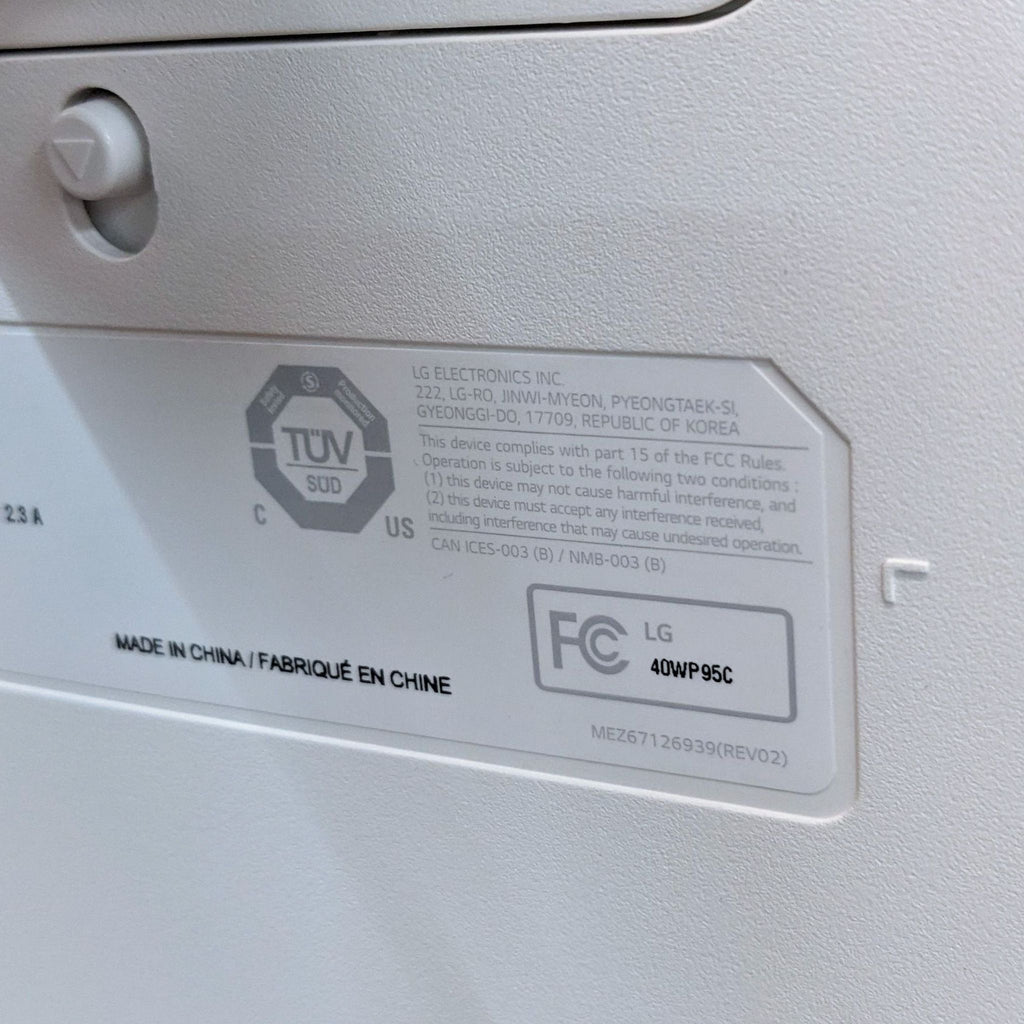 Safety tested
S
Production monitored
TÜV
SÜD
C
US
LG ELECTRONICS INC.
222, LG-RO, JINWI-MYEON, PYEONGTAEK-SI,
GYEONGGI-DO, 17709, REPUBLIC OF KOREA
This device complies with part 15 of the FCC Rules.
Operation is subject to the following two conditions :
(1) this device may not cause harmful interference, and
(2) this device must accept any interference received,
including interference that may cause undesired operation.
CAN ICES-003 (B) / NMB-003 (B)
2.3 A
MADE IN CHINA / FABRIQUÉ EN CHINE
FC
LG
40WP95C
MEZ67126939(REV02)